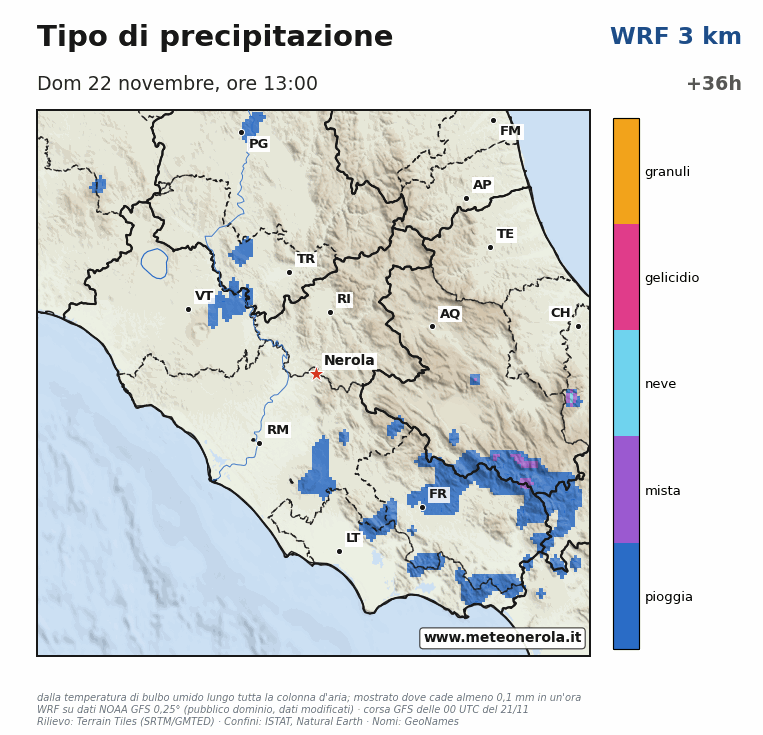 Tipo di precipitazione
WRF 3 km
Dom 22 novembre, ore 13:00
+36h
FM
PG
AP
TE
TR
VT
RI
AQ
CH.
Nerola
RM
FR
LT
granuli
gelicidio
neve
mista
pioggia
www.meteonerola.it
dalla temperatura di bulbo umido lungo tutta la colonna d'aria; mostrato dove cade almeno 0,1 mm in un'ora
WRF su dati NOAA GFS 0,25° (pubblico dominio, dati modificati) · corsa GFS delle 00 UTC del 21/11
Rilievo: Terrain Tiles (SRTM/GMTED) · Confini: ISTAT, Natural Earth · Nomi: GeoNames